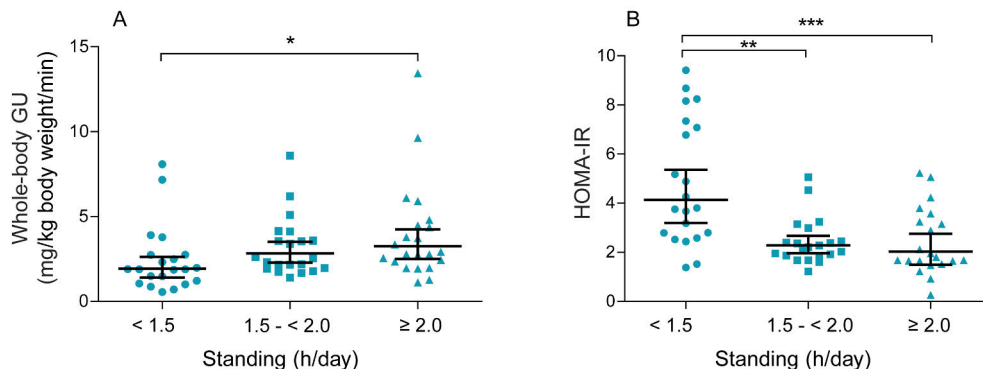 A
Whole-body GU
(mg/kg body weight/min)
15
10
5
0
*
< 1.5
1.5 - < 2.0
≥ 2.0
Standing (h/day)
B
HOMA-IR
10
8
6
4
2
0
***
**
< 1.5
1.5 - < 2.0
≥ 2.0
Standing (h/day)